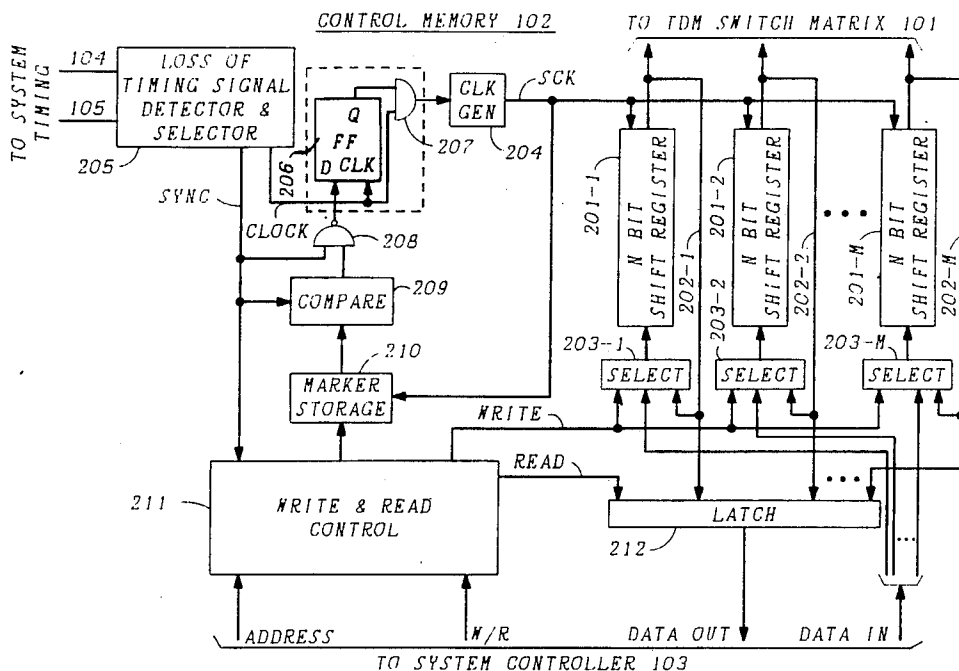 CONTROL MEMORY 102
TO TDM SWITCH MATRIX 101
TO SYSTEM
TIMING
104
105
LOSS OF
TIMING SIGNAL
DETECTOR &
SELECTOR
205
Q
FF
D CLK
206
207
CLK
GEN
204
SCK
SYNC
CLOCK
208
COMPARE
209
210
MARKER
STORAGE
201-1
N BIT
SHIFT REGISTER
202-1
201-2
N BIT
SHIFT REGISTER
202-2
201-M
N BIT
SHIFT REGISTER
202-M
203-1
SELECT
203-2
SELECT
203-M
SELECT
WRITE
READ
211
WRITE & READ
CONTROL
LATCH
212
ADDRESS
W/R
DATA OUT
DATA IN
TO SYSTEM CONTROLLER 103